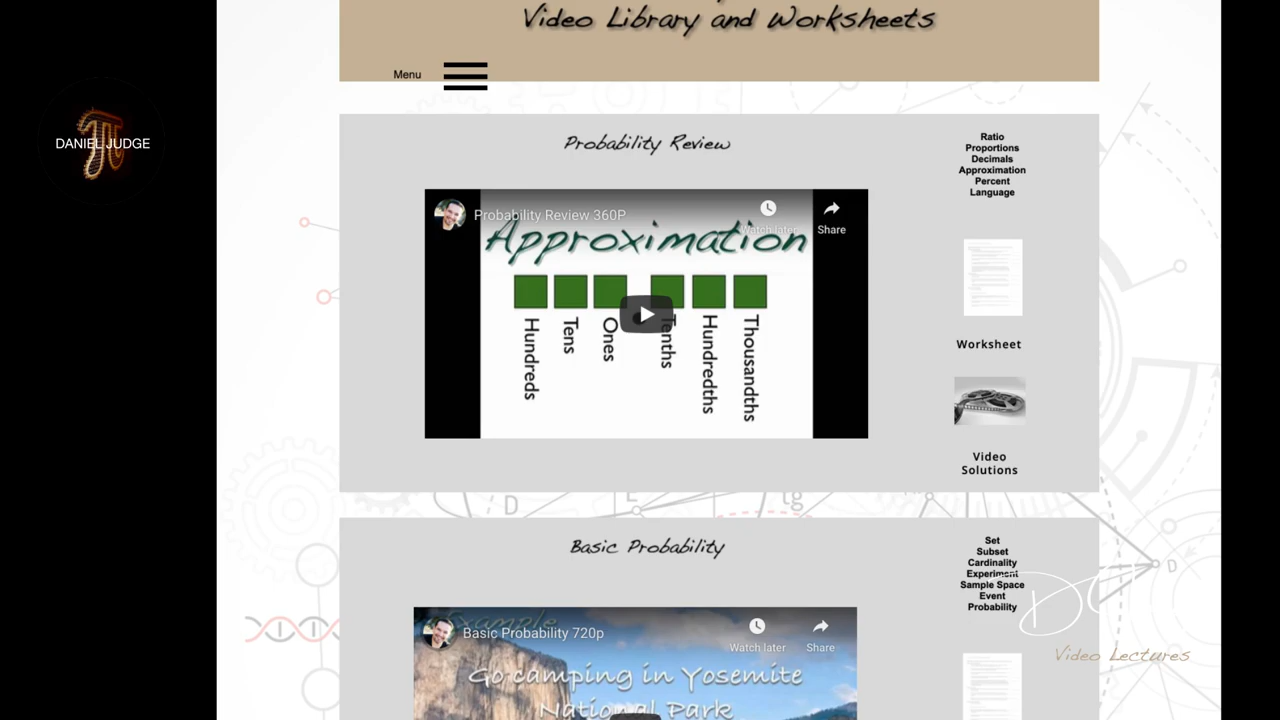 Video Library and Worksheets
Menu
DANIEL JUDGE
Probability Review
Ratio
Proportions
Decimals
Approximation
Percent
Language
Probability Review 360P
Watch later
Share
Approximation
Hundreds
Tens
Ones
Tenths
Hundredths
Thousandths
Worksheet
Video
Solutions
D
E
tg
Basic Probability
Set
Subset
Cardinality
Experiment
Sample Space
Event
Probability
D
Example
Basic Probability 720p
Watch later
Share
Go camping in Yosemite
National Park
Video Lectures